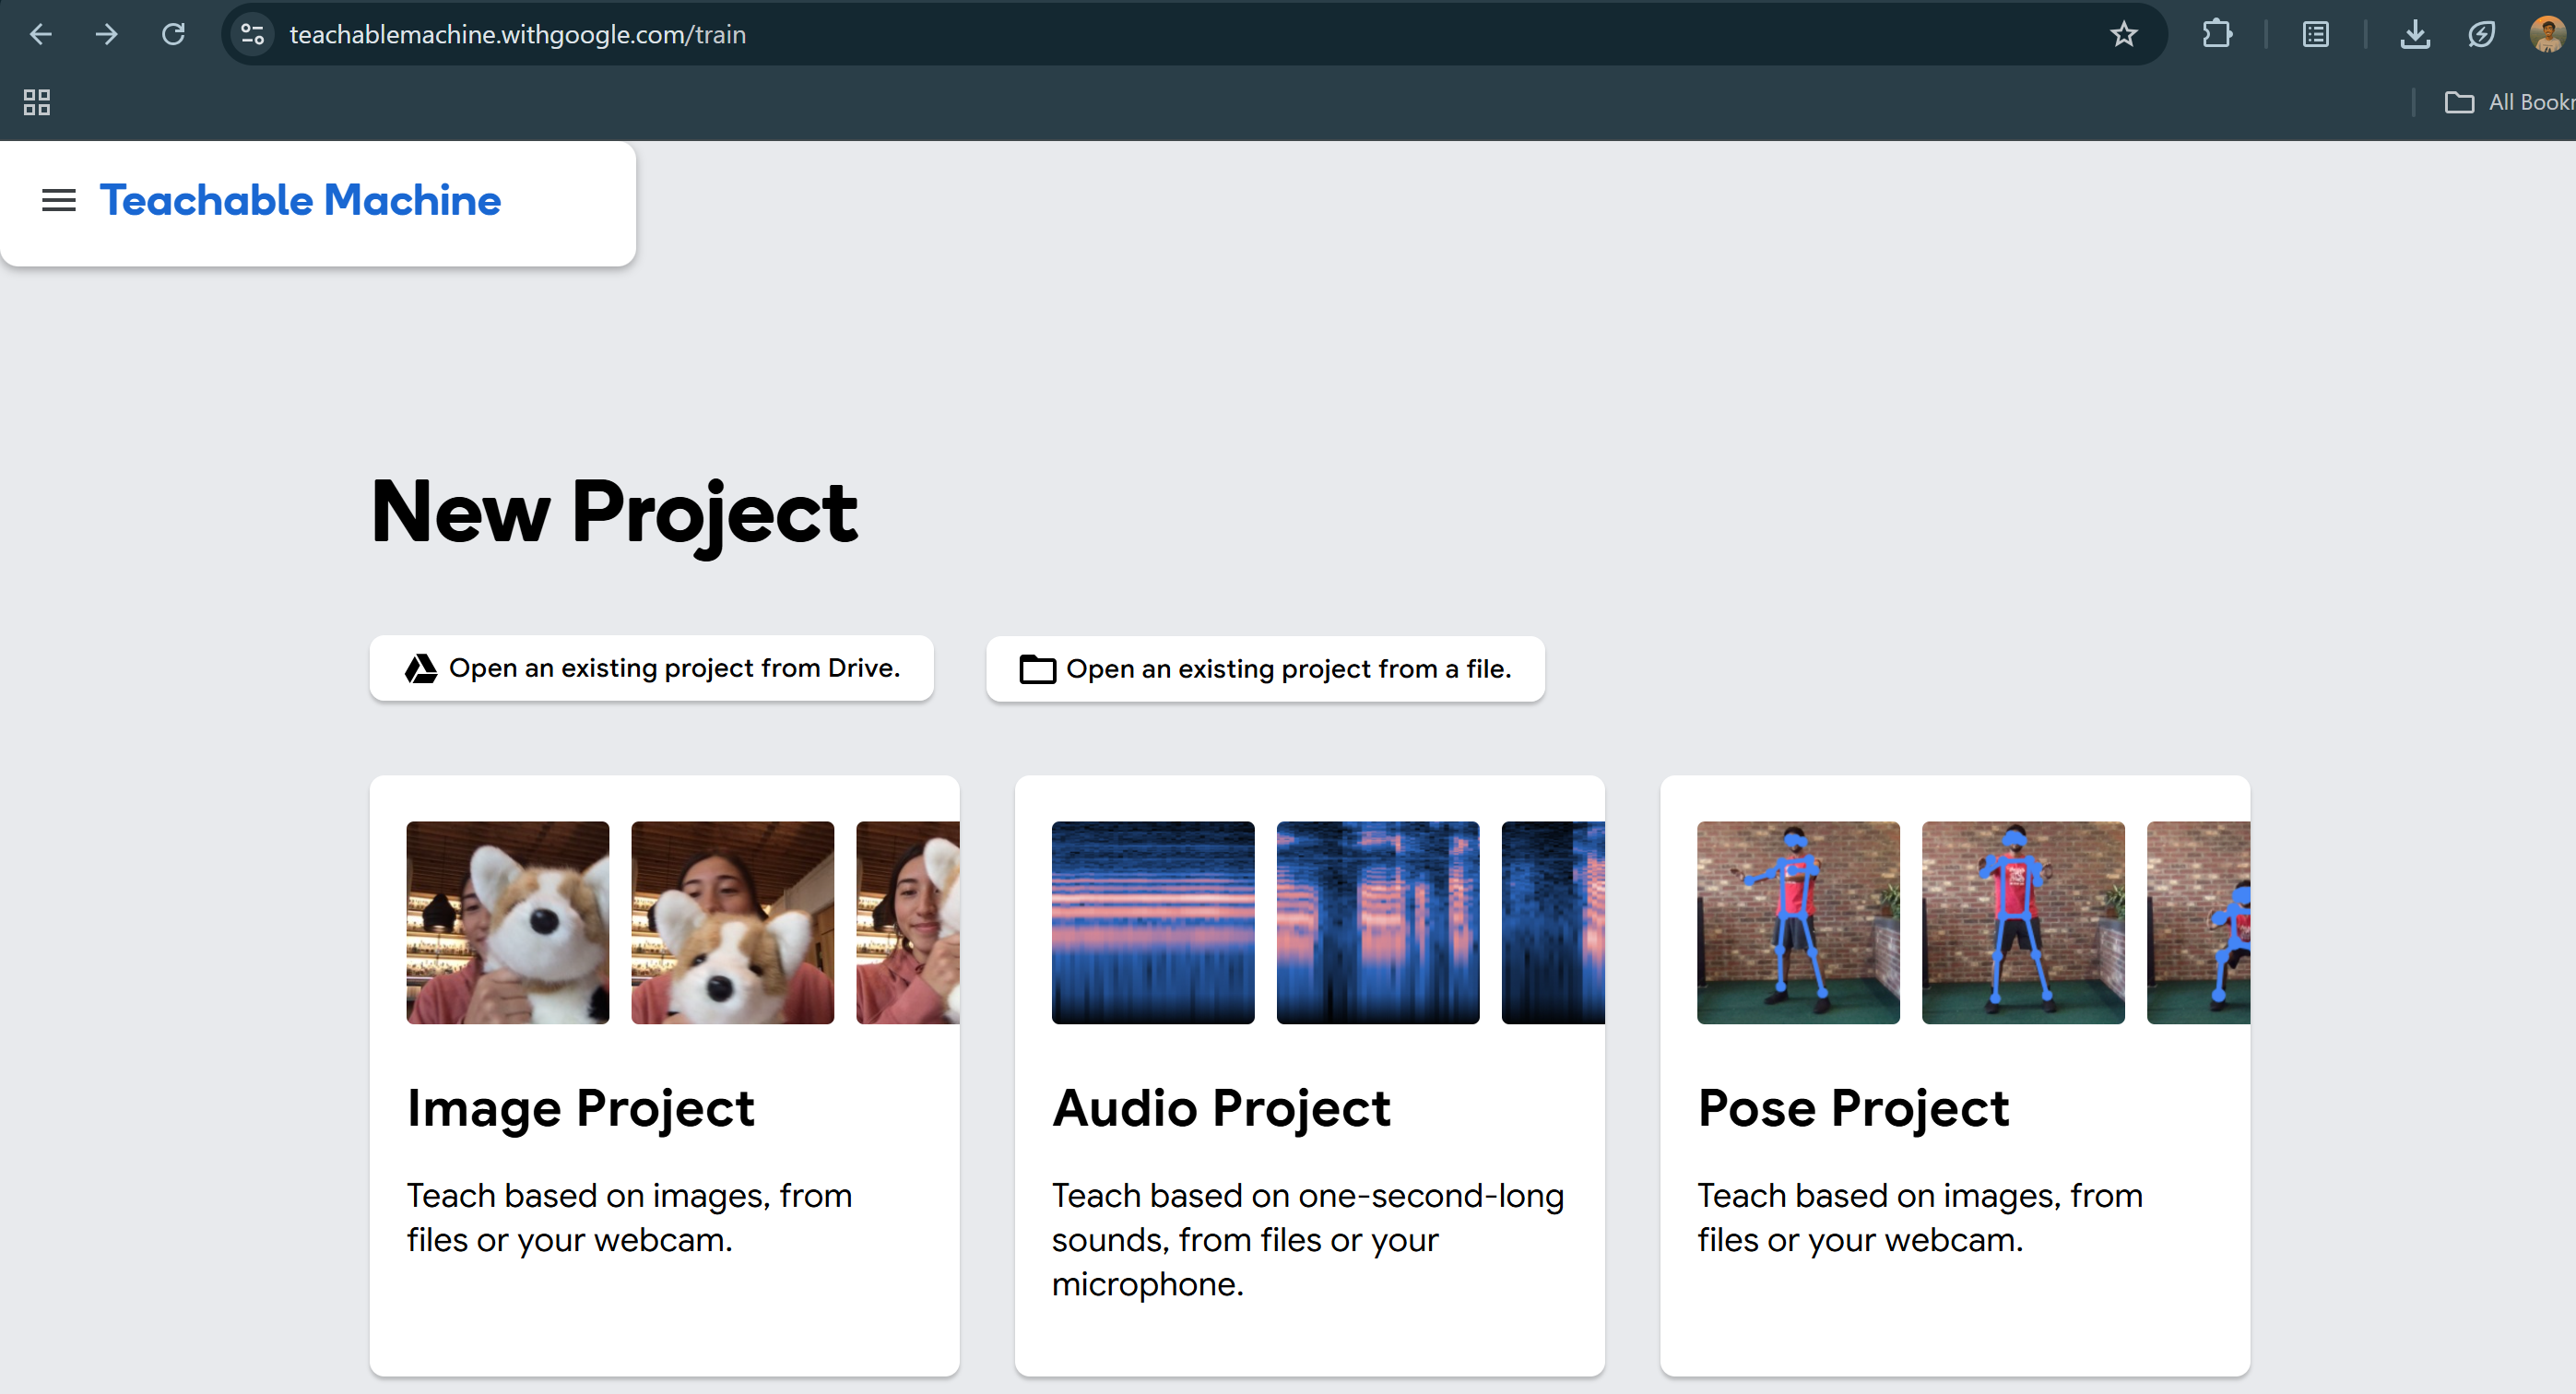 teachablemachine.withgoogle.com/train
All Bookr
Teachable Machine
New Project
Open an existing project from Drive.
Open an existing project from a file.
Image Project
Teach based on images, from
files or your webcam.
Audio Project
Teach based on one-second-long
sounds, from files or your
microphone.
Pose Project
Teach based on images, from
files or your webcam.